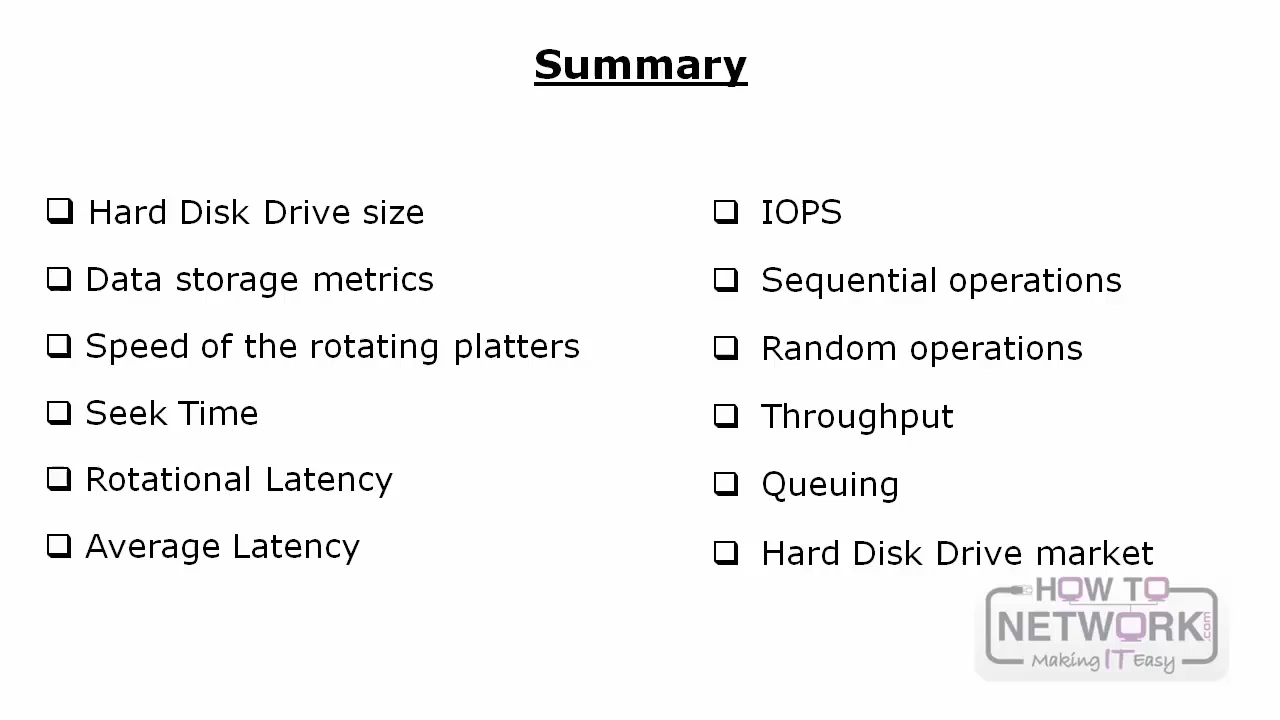 Summary
Hard Disk Drive size
Data storage metrics
Speed of the rotating platters
Seek Time
Rotational Latency
Average Latency
IOPS
Sequential operations
Random operations
Throughput
Queuing
Hard Disk Drive market
HOW TO
NETWORK.com
Making IT Easy